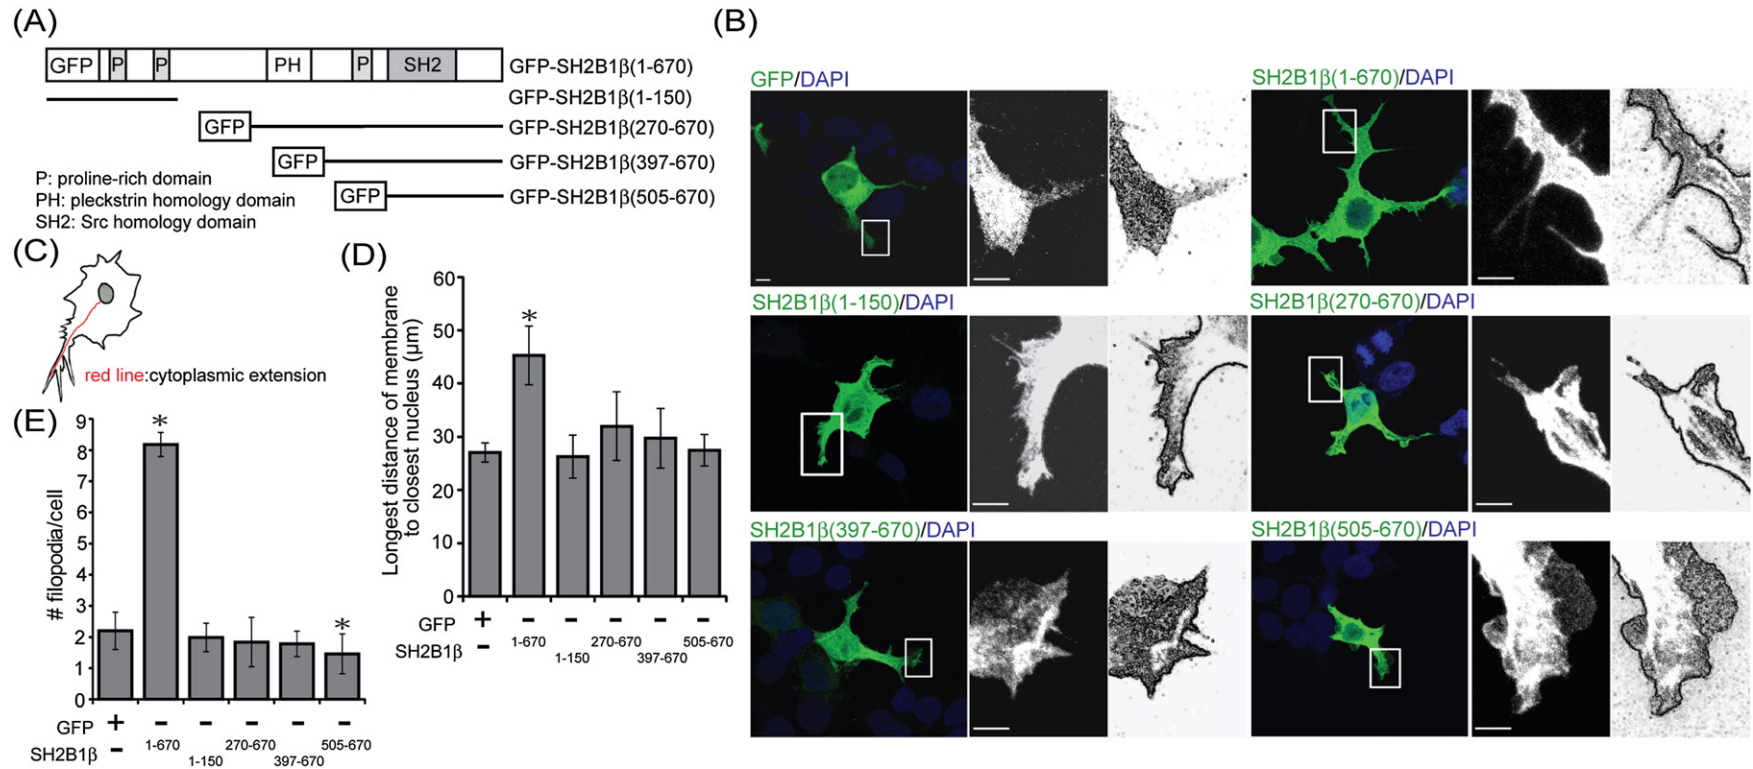 (A)
GFP P P PH P SH2 GFP-SH2B1β(1-670)
GFP-SH2B1β(1-150)
GFP GFP-SH2B1β(270-670)
GFP GFP-SH2B1β(397-670)
GFP GFP-SH2B1β(505-670)
P: proline-rich domain
PH: pleckstrin homology domain
SH2: Src homology domain
(B)
GFP/DAPI
SH2B1β(1-670)/DAPI
SH2B1β(1-150)/DAPI
SH2B1β(270-670)/DAPI
SH2B1β(397-670)/DAPI
SH2B1β(505-670)/DAPI
(C)
red line:cytoplasmic extension
(D)
Longest distance of membrane
to closest nucleus (μm)
60
50
40
30
20
10
0
*
GFP + - - - - -
SH2B1β - 1-670 1-150 270-670 397-670 505-670
(E)
# filopodia/cell
9
8
7
6
5
4
3
2
1
0
* *
GFP + - - - - -
SH2B1β - 1-670 1-150 270-670 397-670 505-670